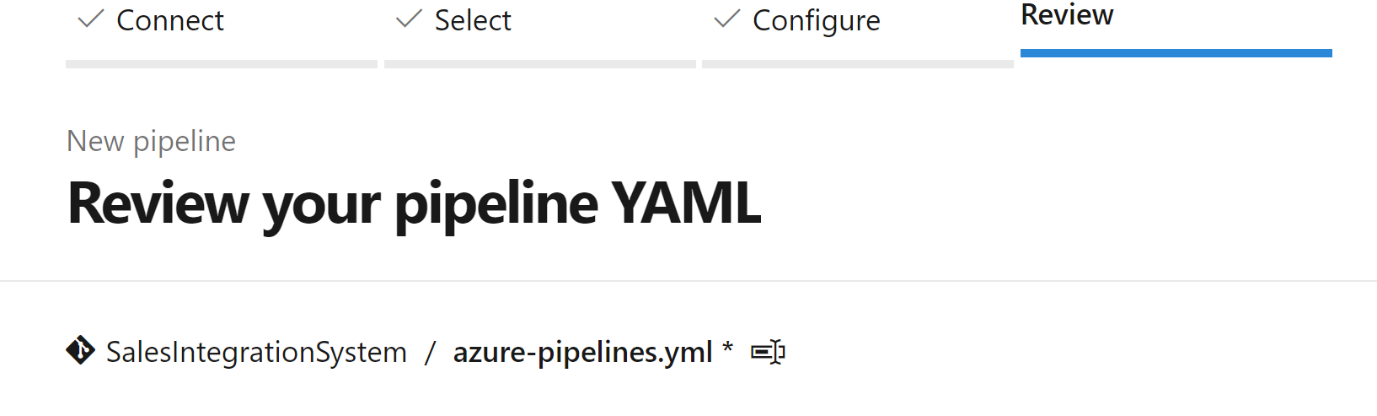 Connect Select Configure Review
New pipeline
Review your pipeline YAML
SalesIntegrationSystem / azure-pipelines.yml *